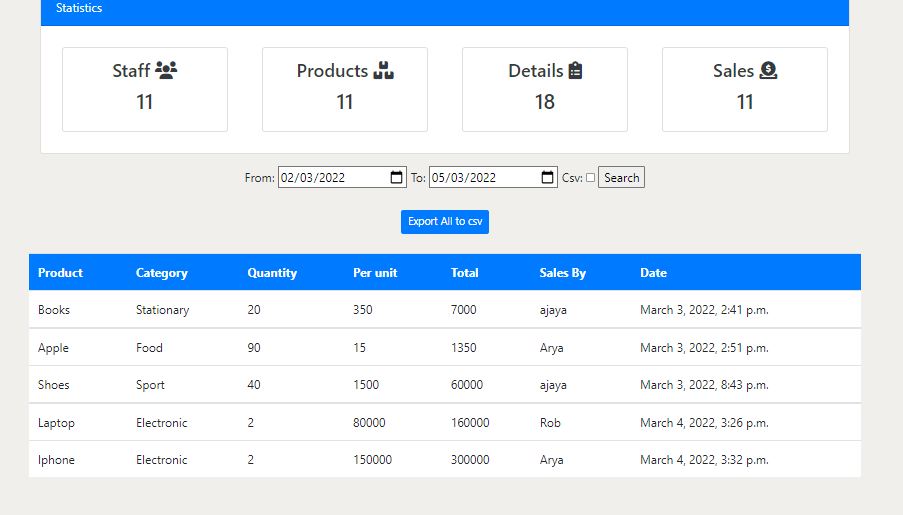 Statistics
Staff Products Details Sales
11 11 18 11
From: 02/03/2022 To: 05/03/2022 Csv: Search
Export All to csv
Product Category Quantity Per unit Total Sales By Date
Books Stationary 20 350 7000 ajaya March 3, 2022, 2:41 p.m.
Apple Food 90 15 1350 Arya March 3, 2022, 2:51 p.m.
Shoes Sport 40 1500 60000 ajaya March 3, 2022, 8:43 p.m.
Laptop Electronic 2 80000 160000 Rob March 4, 2022, 3:26 p.m.
Iphone Electronic 2 150000 300000 Arya March 4, 2022, 3:32 p.m.